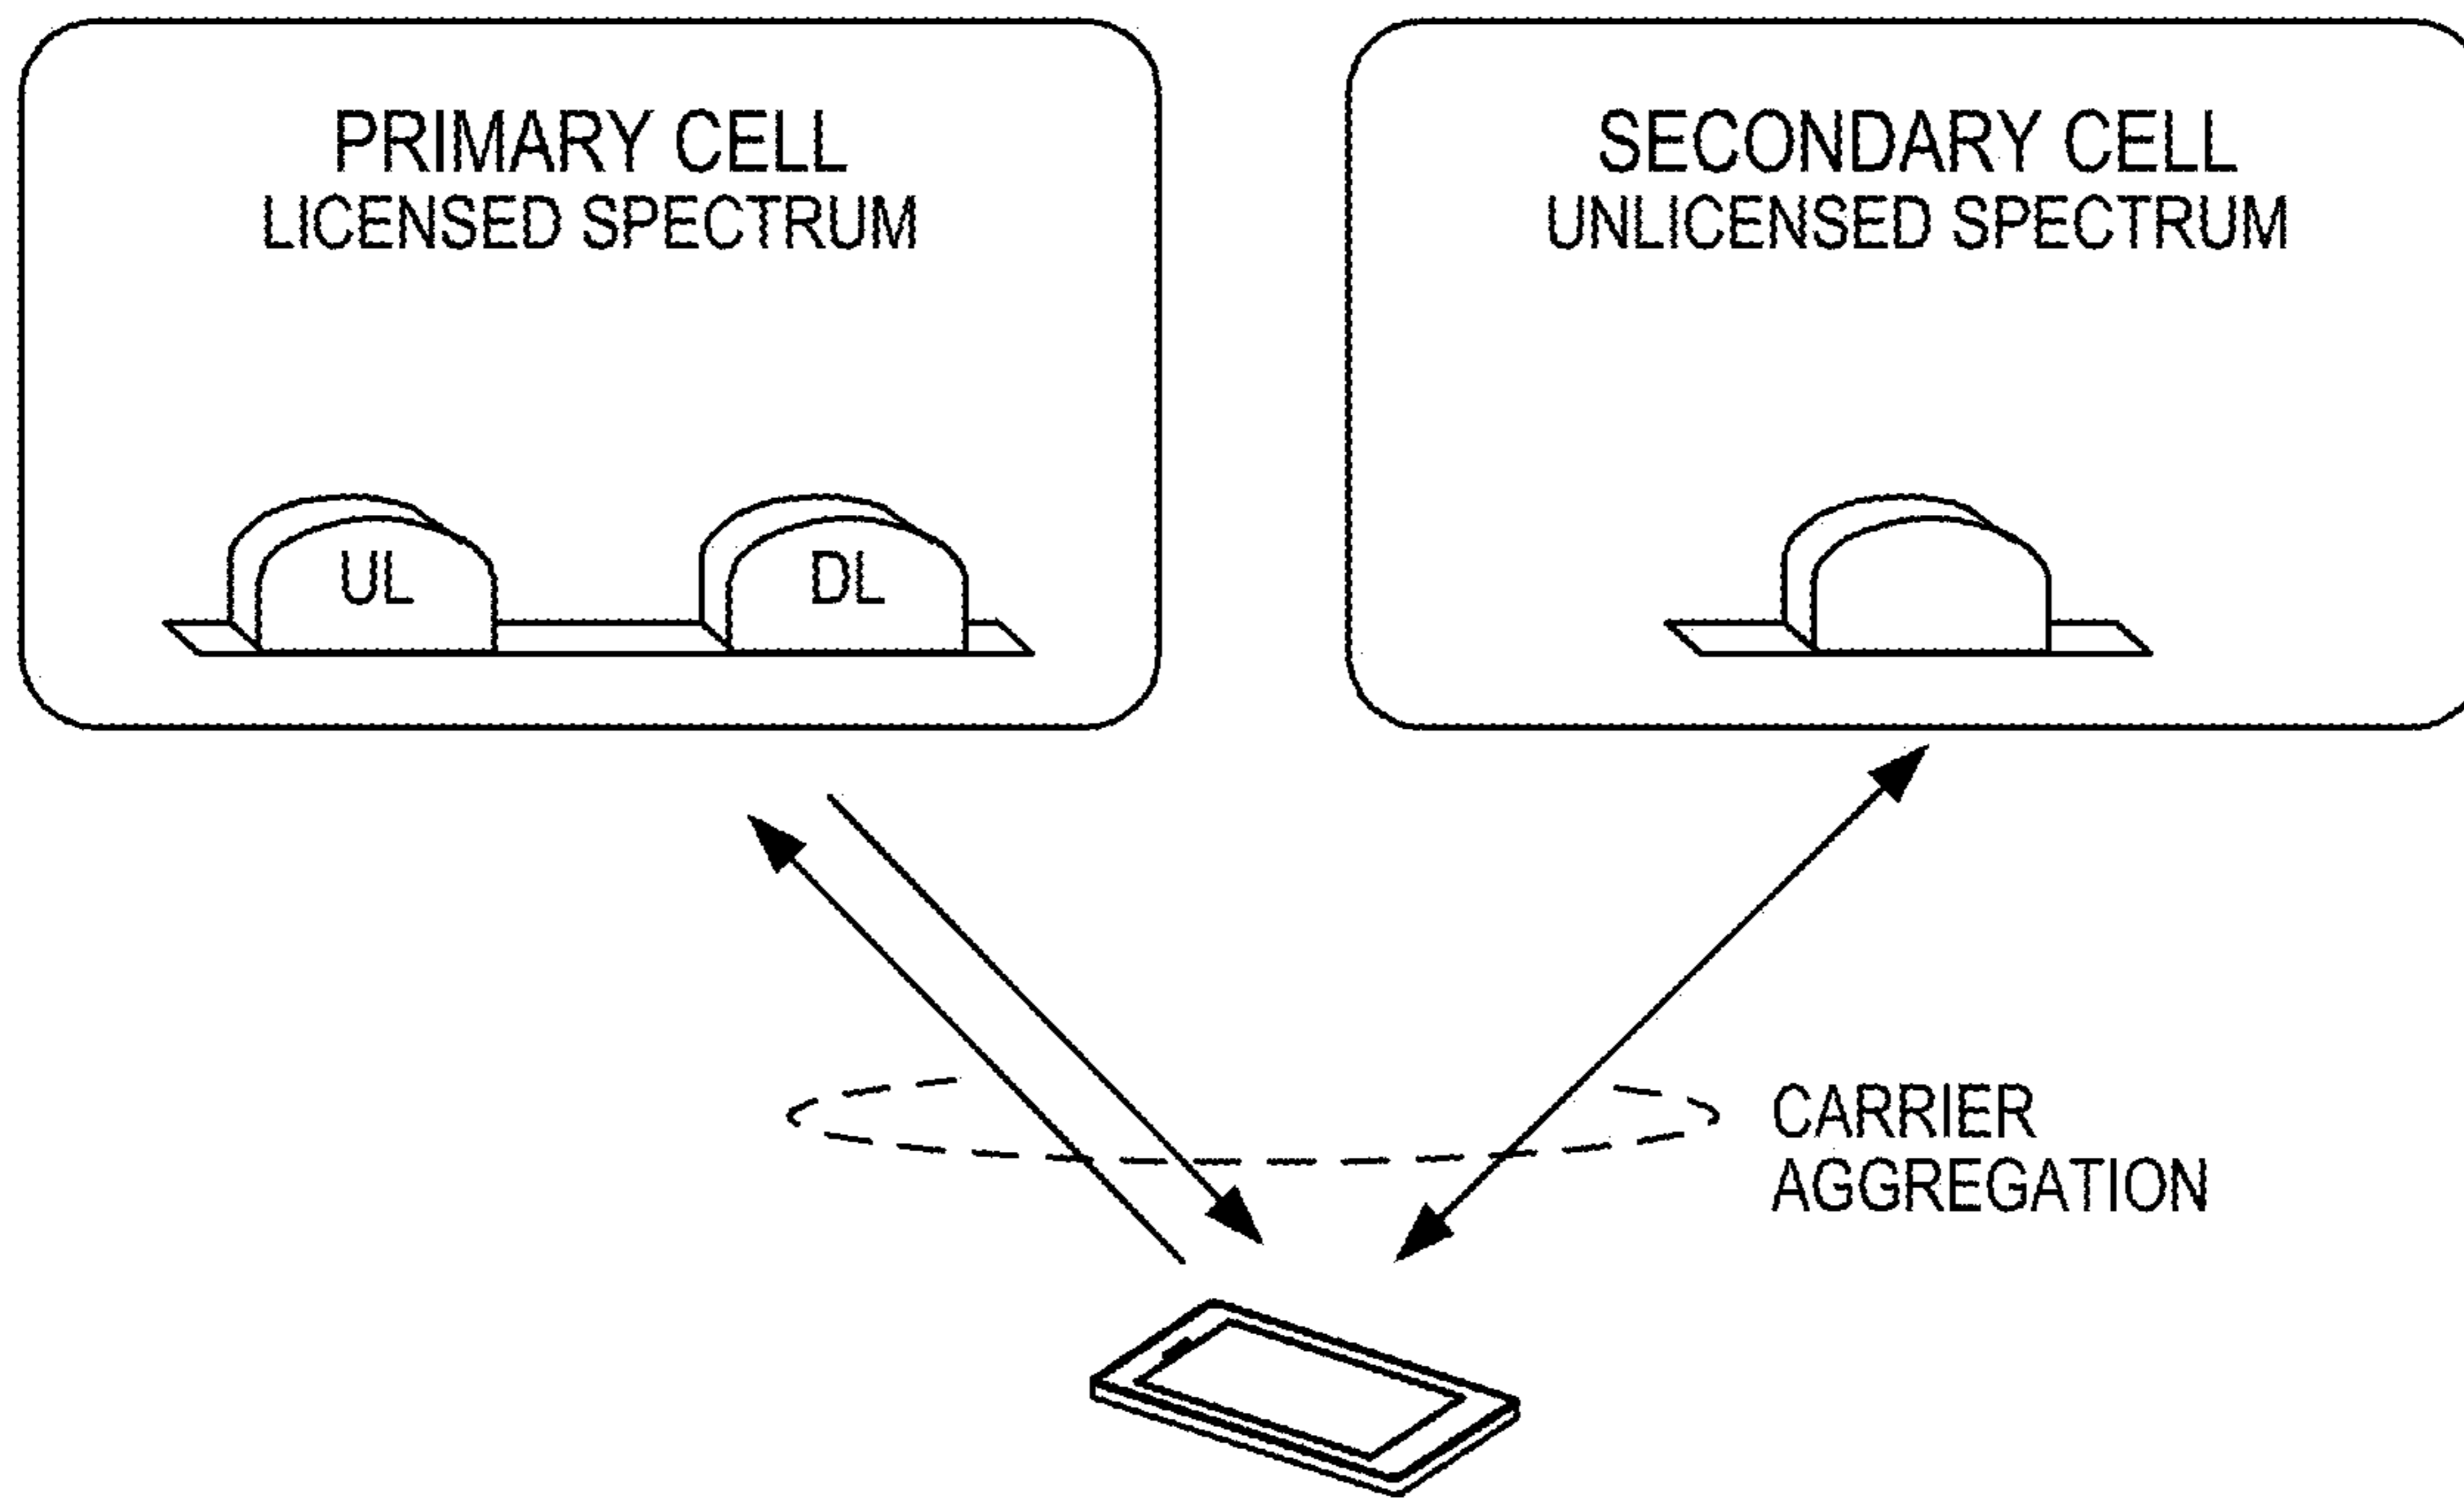 PRIMARY CELL
LICENSED SPECTRUM
UL
DL
SECONDARY CELL
UNLICENSED SPECTRUM
CARRIER
AGGREGATION